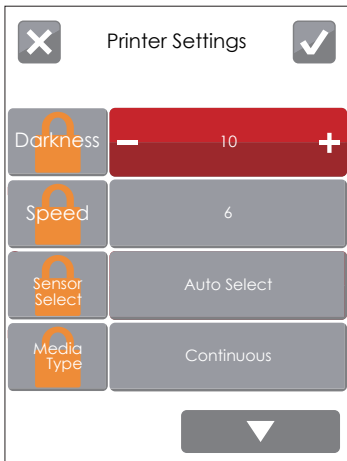 Printer Settings
Darkness
10
Speed
6
Sensor
Select
Auto Select
Media
Type
Continuous